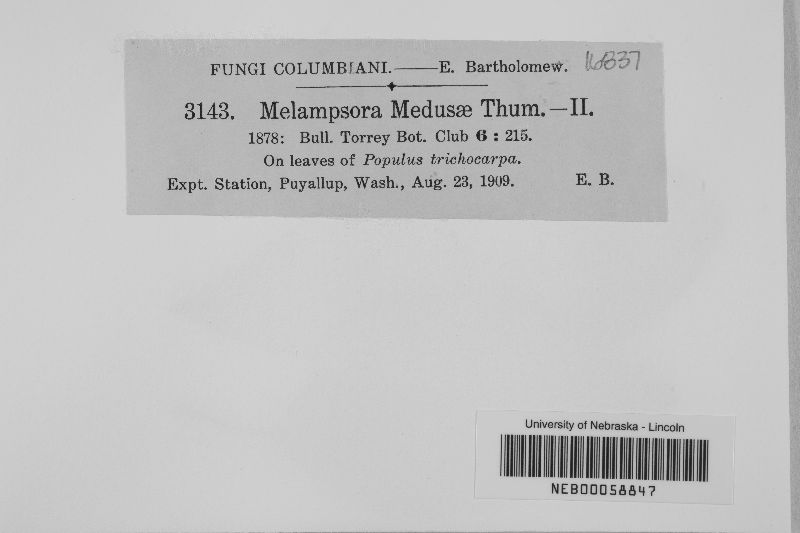 FUNGI COLUMBIANI.——E. Bartholomew. 16837
3143. Melampsora Medusæ Thum.—II.
1878: Bull. Torrey Bot. Club 6 : 215.
On leaves of Populus trichocarpa.
Expt. Station, Puyallup, Wash., Aug. 23, 1909. E. B.
University of Nebraska - Lincoln
NEB00058847